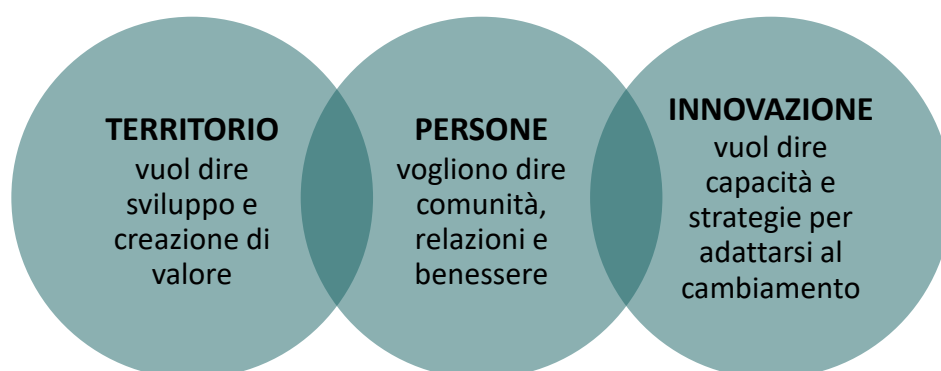 TERRITORIO
vuol dire
sviluppo e
creazione di
valore
PERSONE
vogliono dire
comunità,
relazioni e
benessere
INNOVAZIONE
vuol dire
capacità e
strategie per
adattarsi al
cambiamento